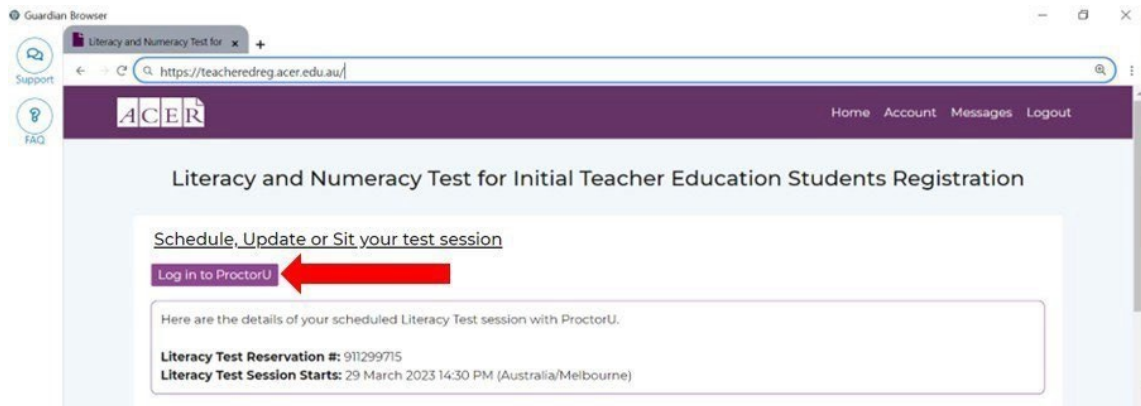 Guardian Browser
Literacy and Numeracy Test for x +
Support
https://teacheredreg.acer.edu.au/
FAQ
ACER
Home Account Messages Logout
Literacy and Numeracy Test for Initial Teacher Education Students Registration
Schedule, Update or Sit your test session
Log in to ProctorU
Here are the details of your scheduled Literacy Test session with ProctorU.
Literacy Test Reservation #: 911299715
Literacy Test Session Starts: 29 March 2023 14:30 PM (Australia/Melbourne)